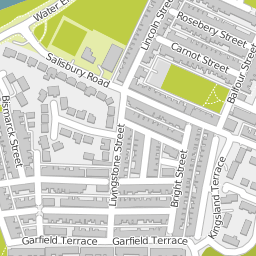 Water
Lincoln Street
Rosebery Street
Carnot Street
Salisbury Road
Balfour Street
Bismarck Street
Livingstone Street
Bright Street
Kingsland Terrace
Garfield Terrace
Garfield Terrace